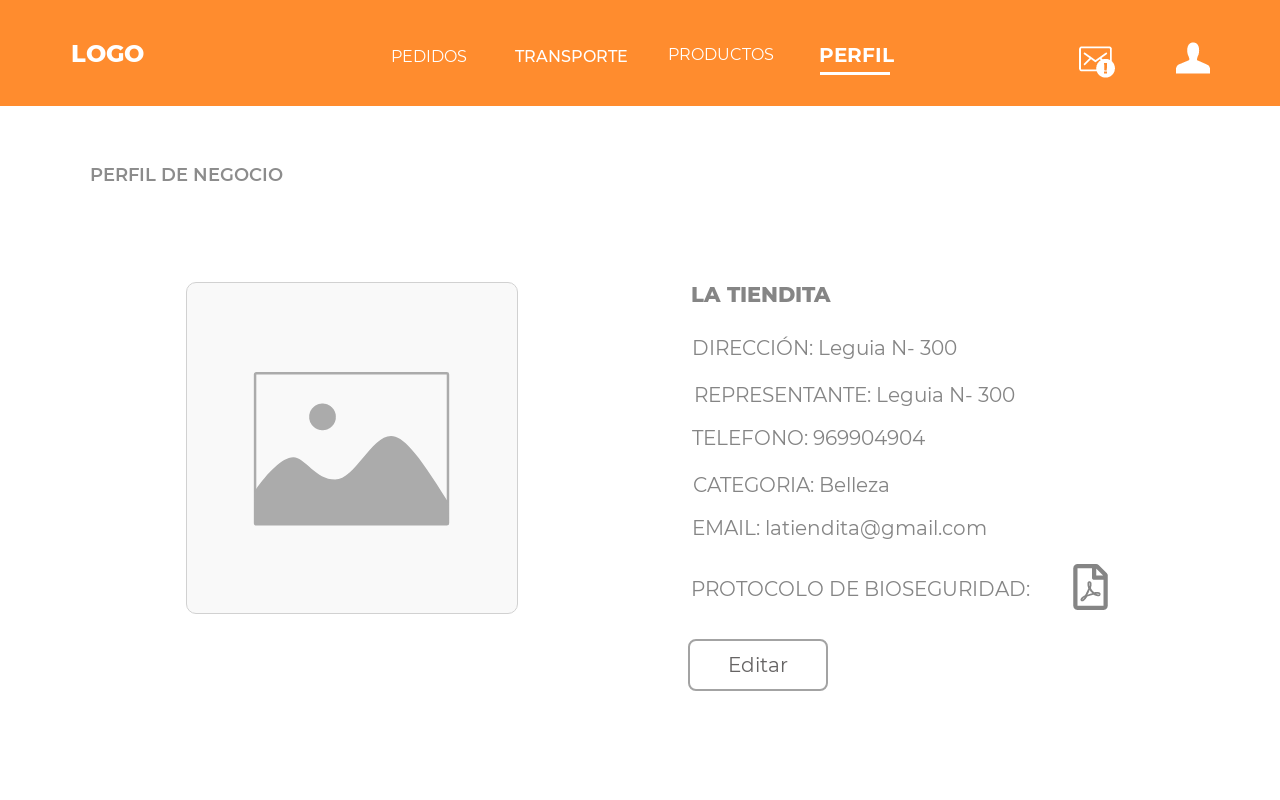 LOGO
PEDIDOS
TRANSPORTE
PRODUCTOS
PERFIL
PERFIL DE NEGOCIO
LA TIENDITA
DIRECCIÓN: Leguia N- 300
REPRESENTANTE: Leguia N- 300
TELEFONO: 969904904
CATEGORIA: Belleza
EMAIL: latiendita@gmail.com
PROTOCOLO DE BIOSEGURIDAD:
Editar